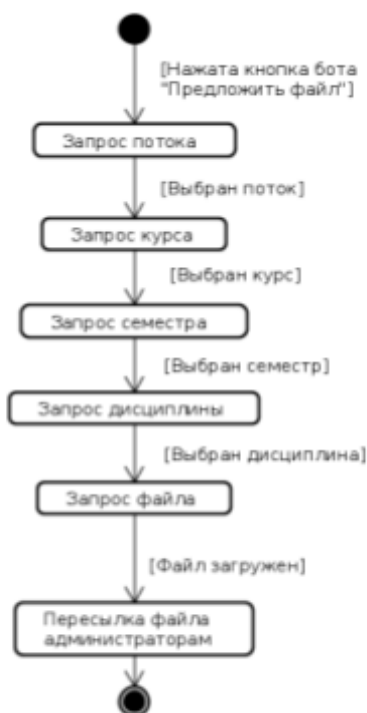 [Нажата кнопка бота
"Предложить файл"]
Запрос потока
[Выбран поток]
Запрос курса
[Выбран курс]
Запрос семестра
[Выбран семестр]
Запрос дисциплины
[Выбран дисциплина]
Запрос файла
[Файл загружен]
Пересылка файла
администраторам